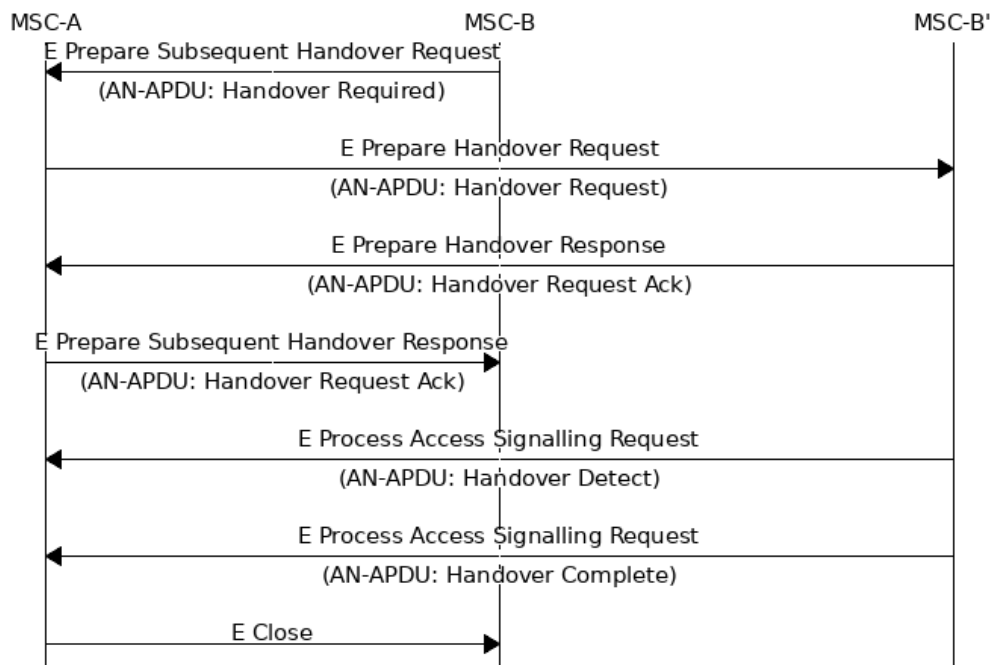 MSC-A MSC-B MSC-B'
E Prepare Subsequent Handover Request
(AN-APDU: Handover Required)
E Prepare Handover Request
(AN-APDU: Handover Request)
E Prepare Handover Response
(AN-APDU: Handover Request Ack)
E Prepare Subsequent Handover Response
(AN-APDU: Handover Request Ack)
E Process Access Signalling Request
(AN-APDU: Handover Detect)
E Process Access Signalling Request
(AN-APDU: Handover Complete)
E Close